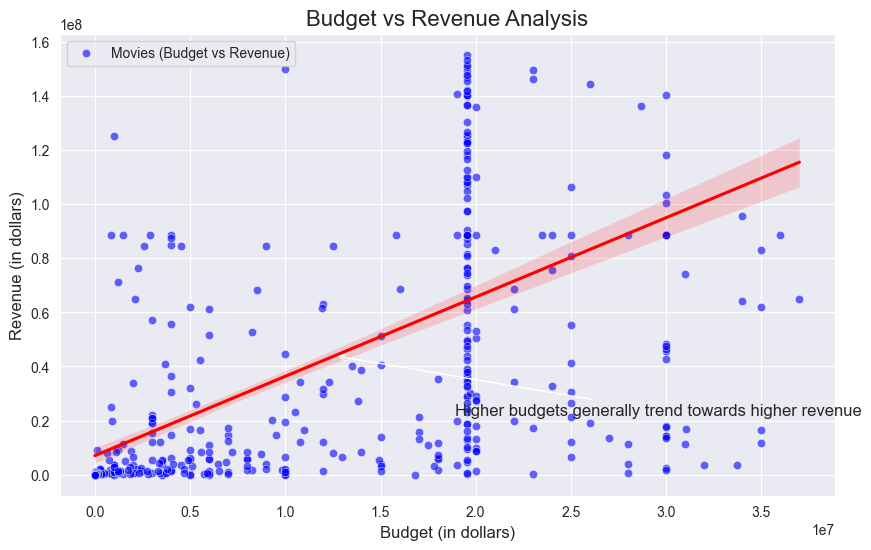 Budget vs Revenue Analysis
1e8
Movies (Budget vs Revenue)
1.6
1.4
1.2
1.0
0.8
0.6
0.4
0.2
0.0
Revenue (in dollars)
Higher budgets generally trend towards higher revenue
0.0 0.5 1.0 1.5 2.0 2.5 3.0 3.5
1e7
Budget (in dollars)